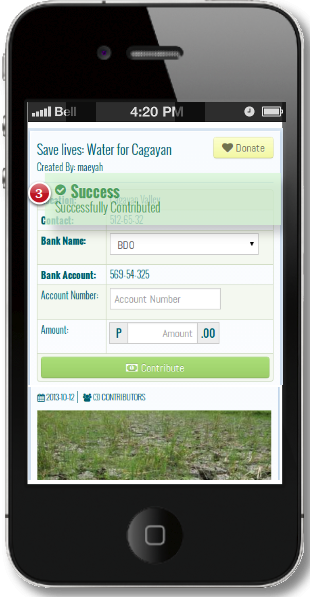 Bell 4:20 PM
Save lives: Water for Cagayan
Donate
Created By: maeyah
3
Success
Successfully Contributed
Contact: 512-65-32
Bank Name: BDO
Bank Account: 569-54-325
Account Number: Account Number
Amount: P Amount .00
Contribute
2013-10-12
CONTRIBUTORS